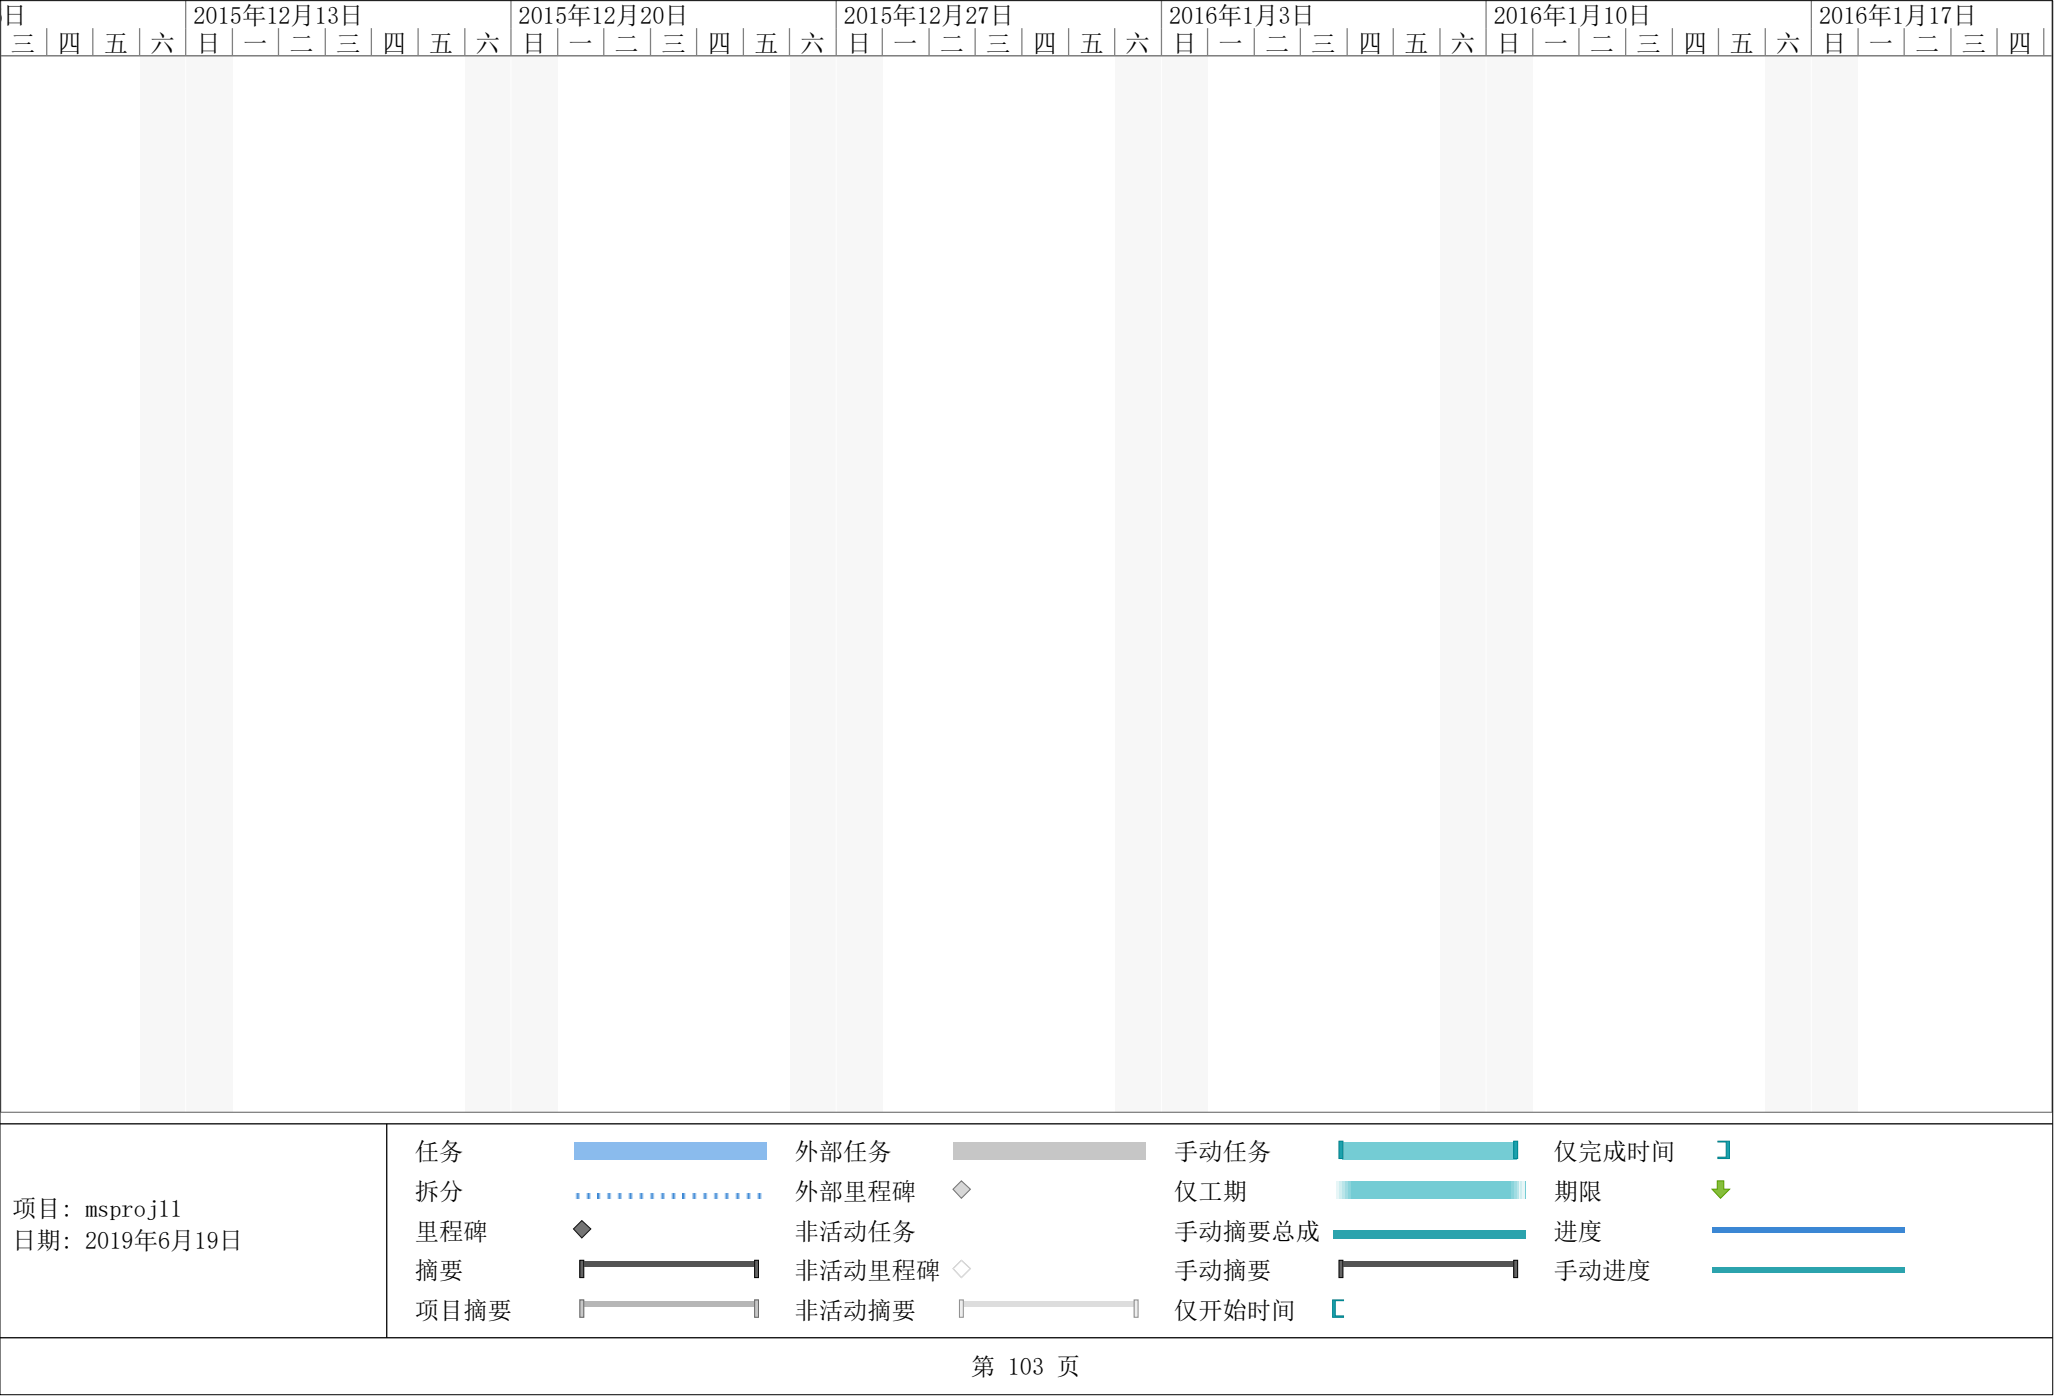 日 2015年12月13日 2015年12月20日 2015年12月27日 2016年1月3日 2016年1月10日 2016年1月17日
三 四 五 六 日 一 二 三 四 五 六 日 一 二 三 四 五 六 日 一 二 三 四 五 六 日 一 二 三 四 五 六 日 一 二 三 四 五 六 日 一 二 三 四
任务 外部任务 手动任务 仅完成时间
拆分 外部里程碑 仅工期 期限
里程碑 非活动任务 手动摘要总成 进度
摘要 非活动里程碑 手动摘要 手动进度
项目摘要 非活动摘要 仅开始时间
项目: msproj11
日期: 2019年6月19日
第 103 页